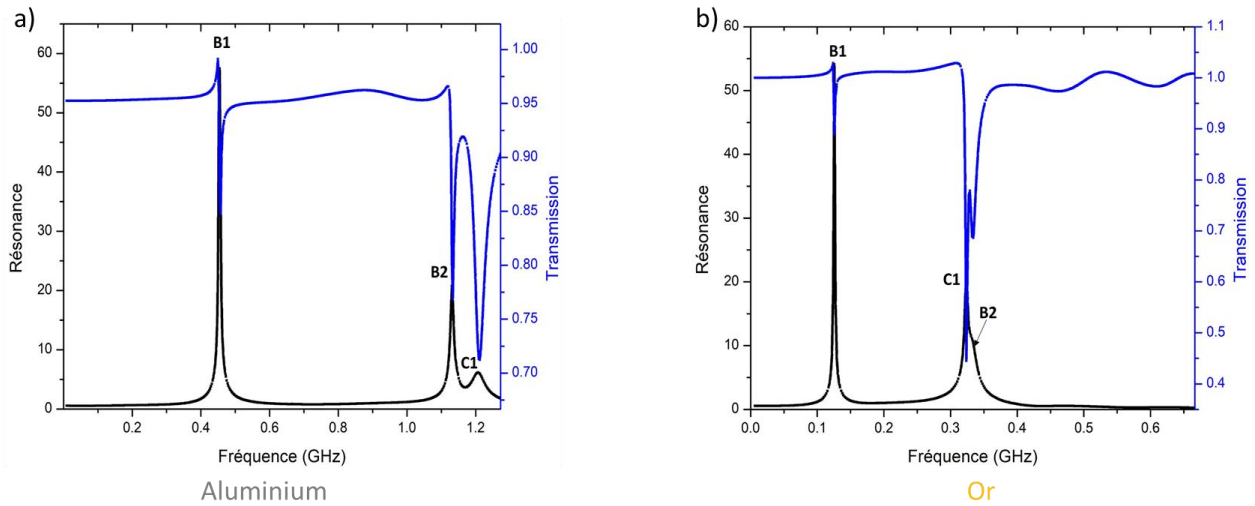 a)
60
50
40
30
20
10
0
Résonance
B1
B2
C1
1.00
0.95
0.90
0.85
0.80
0.75
0.70
Transmission
0.0
0.2
0.4
0.6
0.8
1.0
1.2
Fréquence (GHz)
Aluminium
b)
60
50
40
30
20
10
0
Résonance
B1
C1
B2
1.1
1.0
0.9
0.8
0.7
0.6
0.5
0.4
Transmission
0.0
0.1
0.2
0.3
0.4
0.5
0.6
Fréquence (GHz)
Or